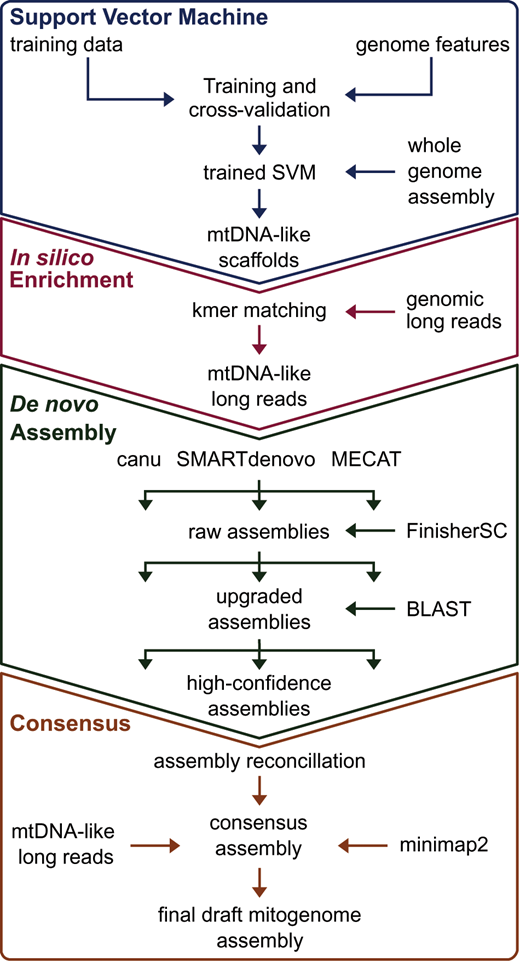 Support Vector Machine
training data
genome features
Training and
cross-validation
trained SVM
whole
genome
assembly
mtDNA-like
scaffolds
In silico
Enrichment
kmer matching
genomic
long reads
mtDNA-like
long reads
De novo
Assembly
canu SMARTdenovo MECAT
raw assemblies
FinisherSC
upgraded
assemblies
BLAST
high-confidence
assemblies
Consensus
assembly reconcillation
mtDNA-like
long reads
consensus
assembly
minimap2
final draft mitogenome
assembly